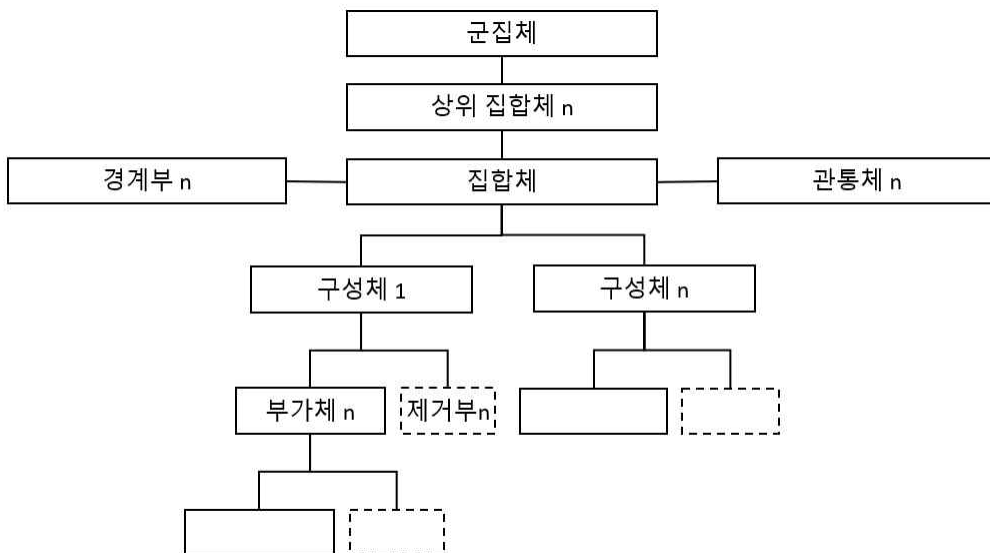 군집체
상위 집합체 n
경계부 n
집합체
관통체 n
구성체 1
구성체 n
부가체 n
제거부n